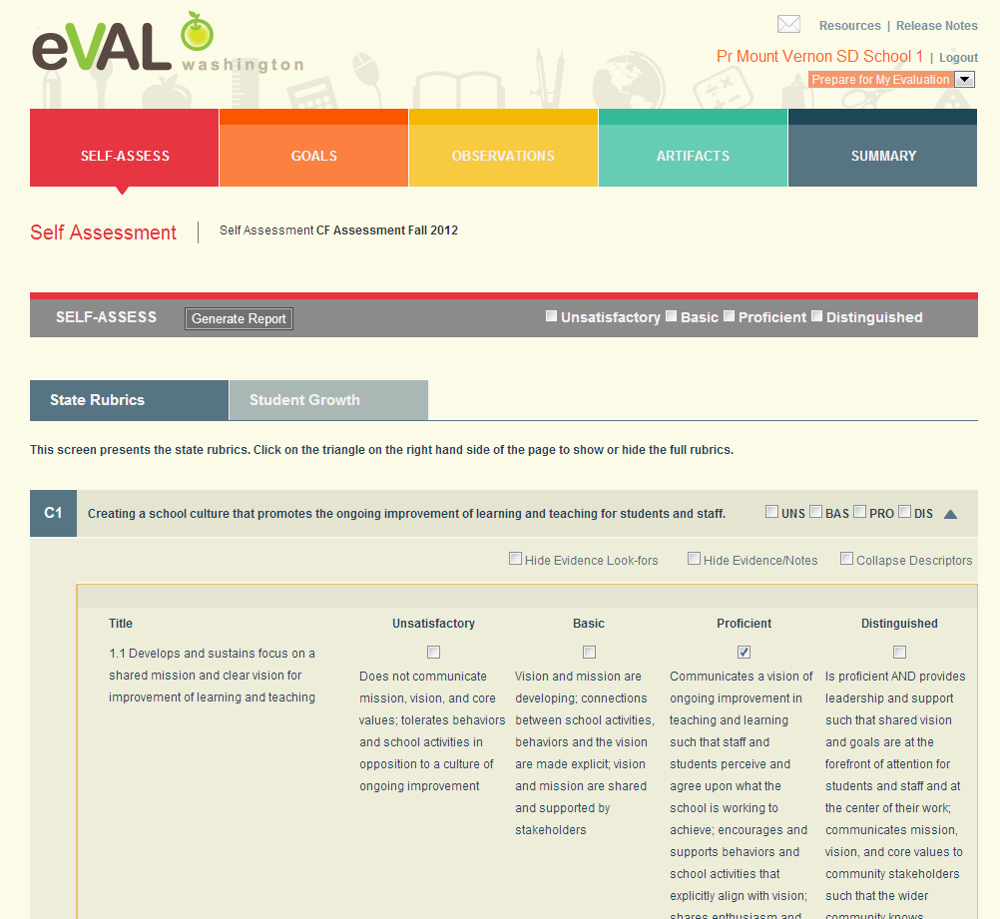 eVAL
washington
Resources | Release Notes
Pr Mount Vernon SD School 1 | Logout
Prepare for My Evaluation
SELF-ASSESS GOALS OBSERVATIONS ARTIFACTS SUMMARY
Self Assessment Self Assessment CF Assessment Fall 2012
SELF-ASSESS Generate Report Unsatisfactory Basic Proficient Distinguished
State Rubrics Student Growth
This screen presents the state rubrics. Click on the triangle on the right hand side of the page to show or hide the full rubrics.
C1 Creating a school culture that promotes the ongoing improvement of learning and teaching for students and staff. UNS BAS PRO DIS
Hide Evidence Look-fors Hide Evidence/Notes Collapse Descriptors
Title Unsatisfactory Basic Proficient Distinguished
1.1 Develops and sustains focus on a
shared mission and clear vision for
improvement of learning and teaching
Does not communicate
mission, vision, and core
values; tolerates behaviors
and school activities in
opposition to a culture of
ongoing improvement
Vision and mission are
developing; connections
between school activities,
behaviors and the vision
are made explicit; vision
and mission are shared
and supported by
stakeholders
Communicates a vision of
ongoing improvement in
teaching and learning
such that staff and
students perceive and
agree upon what the
school is working to
achieve; encourages and
supports behaviors and
school activities that
explicitly align with vision;
shares enthusiasm and
Is proficient AND provides
leadership and support
such that shared vision
and goals are at the
forefront of attention for
students and staff and at
the center of their work;
communicates mission,
vision, and core values to
community stakeholders
such that the wider
community knows